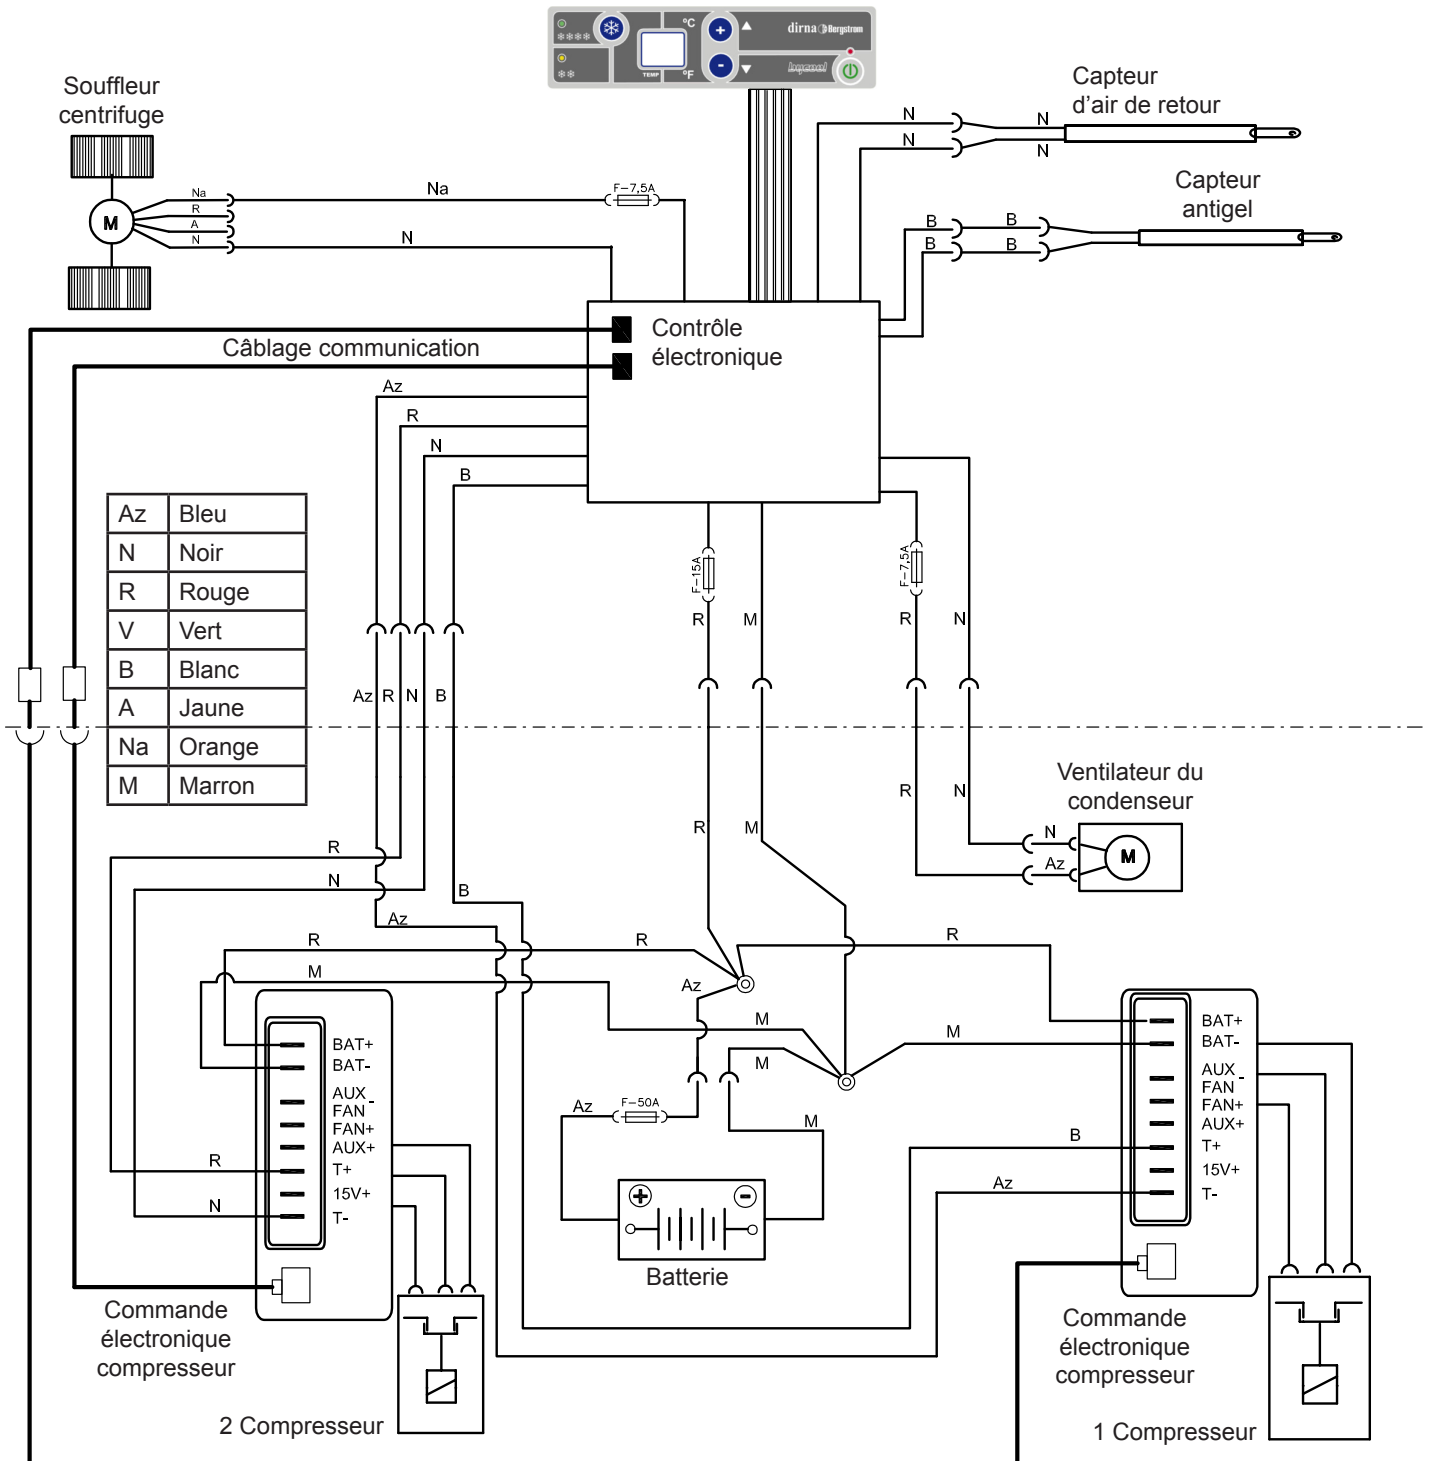 °C
°F
TEMP
+
-
dirna Bergstrom
bycool
Souffleur
centrifuge
Capteur
d'air de retour
Capteur
antigel
N
N
N
N
B
B
B
B
Na
R
A
N
Na
N
F-7,5A
M
Contrôle
électronique
Câblage communication
Az
R
N
B
Az Bleu
N Noir
R Rouge
V Vert
B Blanc
A Jaune
Na Orange
M Marron
F-15A
F-7,5A
R
M
R
N
Az
R
N
B
Ventilateur du
condenseur
R
N
N
Az
M
R
M
R
N
B
Az
R
R
R
M
Az
M
M
M
Az
F-50A
M
BAT+
BAT-
AUX
FAN -
FAN+
AUX+
T+
15V+
T-
R
N
BAT+
BAT-
AUX
FAN -
FAN+
AUX+
T+
15V+
T-
B
Az
+
-
Batterie
Commande
électronique
compresseur
2 Compresseur
Commande
électronique
compresseur
1 Compresseur